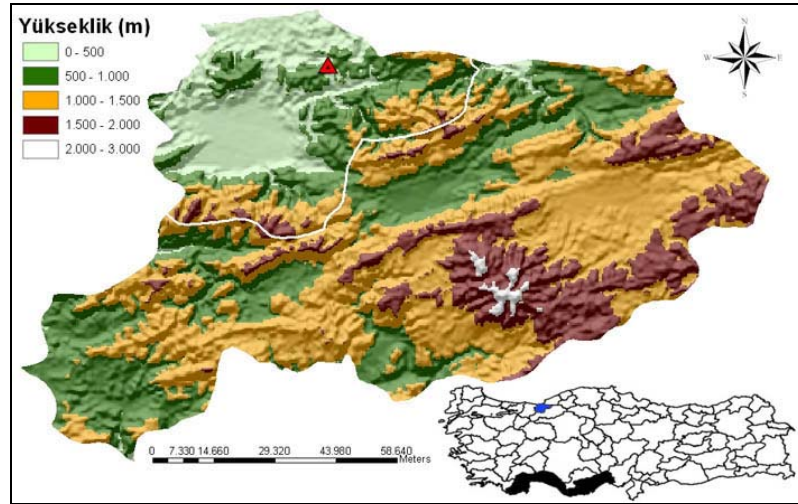 Yükseklik (m)
0 - 500
500 - 1.000
1.000 - 1.500
1.500 - 2.000
2.000 - 3.000
N
W E
S
0 7.330 14.660 29.320 43.980 58.640
Meters